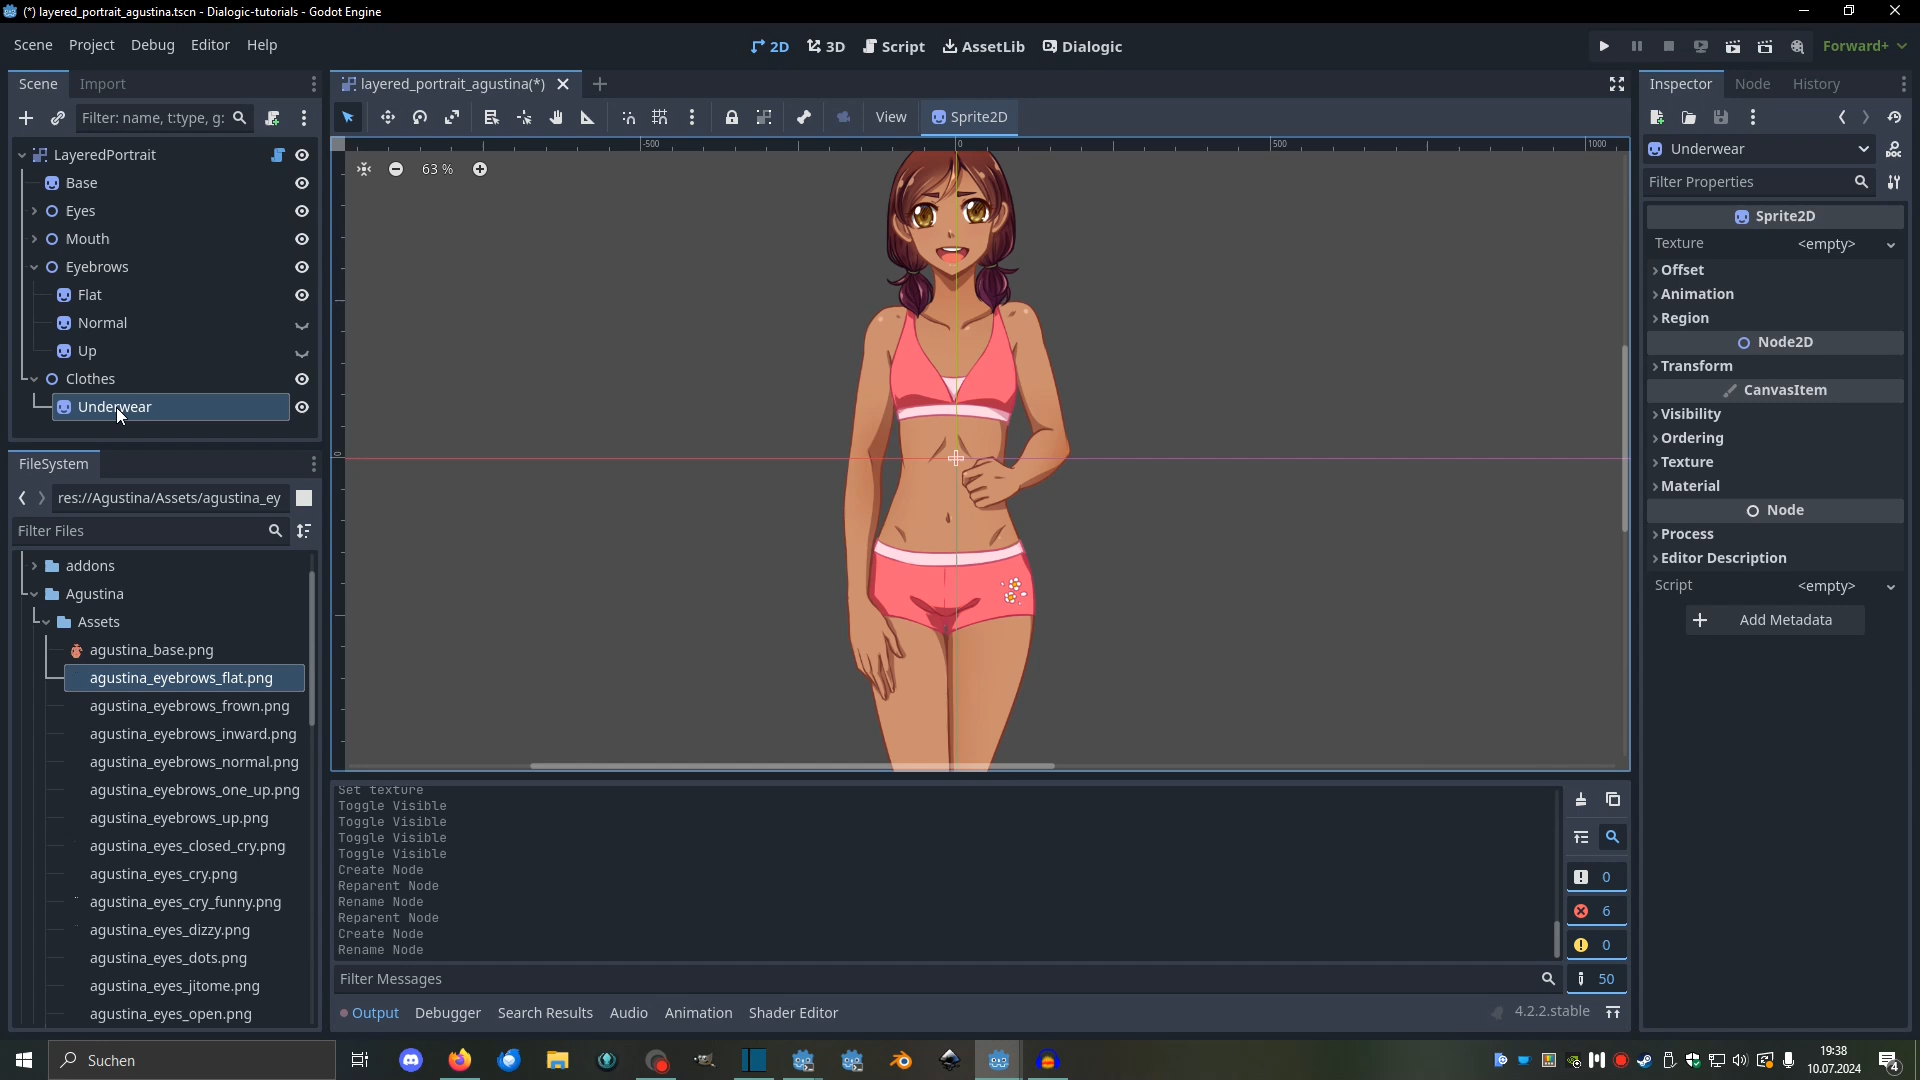 (*) layered_portrait_agustina.tscn - Dialogic-tutorials - Godot Engine
Scene Project Debug Editor Help
2D 3D Script AssetLib Dialogic
Forward+
Scene Import
layered_portrait_agustina(*)
Inspector Node History
Filter: name, t:type, g:
View Sprite2D
LayeredPortrait
Base
Eyes
Mouth
Eyebrows
Flat
Normal
Up
Clothes
Underwear
-500 0 500 1000
0
63 %
Underwear
Filter Properties
Sprite2D
Texture <empty>
Offset
Animation
Region
Node2D
Transform
CanvasItem
Visibility
Ordering
Texture
Material
Node
Process
Editor Description
Script <empty>
Add Metadata
FileSystem
res://Agustina/Assets/agustina_ey
Filter Files
addons
Agustina
Assets
agustina_base.png
agustina_eyebrows_flat.png
agustina_eyebrows_frown.png
agustina_eyebrows_inward.png
agustina_eyebrows_normal.png
agustina_eyebrows_one_up.png
agustina_eyebrows_up.png
agustina_eyes_closed_cry.png
agustina_eyes_cry.png
agustina_eyes_cry_funny.png
agustina_eyes_dizzy.png
agustina_eyes_dots.png
agustina_eyes_jitome.png
agustina_eyes_open.png
Set texture
Toggle Visible
Toggle Visible
Toggle Visible
Toggle Visible
Create Node
Reparent Node
Rename Node
Reparent Node
Create Node
Rename Node
0
6
0
50
Filter Messages
Output Debugger Search Results Audio Animation Shader Editor
4.2.2.stable
Suchen
19:38
10.07.2024
4